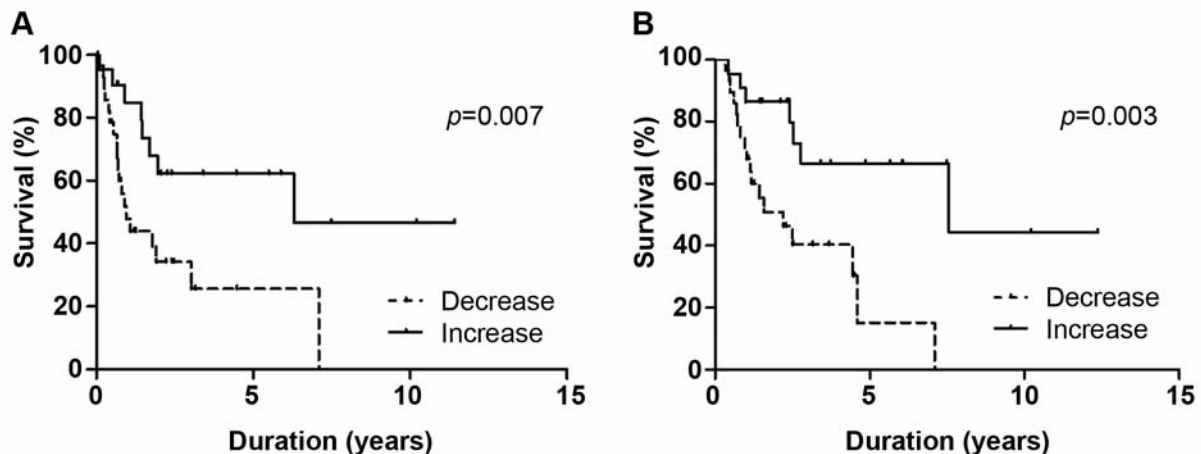 A
100
80
60
40
20
0
Survival (%)
p=0.007
Decrease
Increase
0 5 10 15
Duration (years)
B
100
80
60
40
20
0
Survival (%)
p=0.003
Decrease
Increase
0 5 10 15
Duration (years)